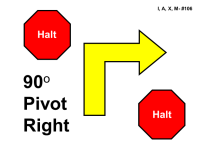 I, A, X, M- #106
Halt
90°
Pivot
Right
Halt